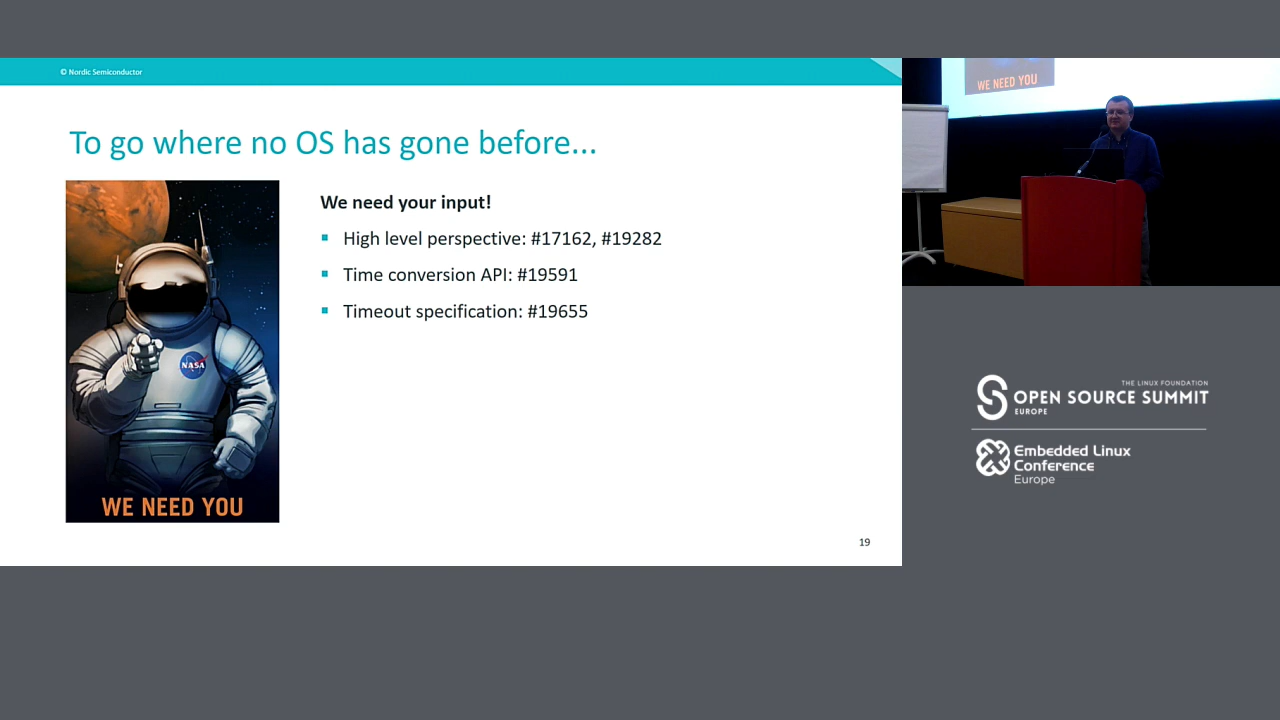 © Nordic Semiconductor
To go where no OS has gone before...
We need your input!
High level perspective: #17162, #19282
Time conversion API: #19591
Timeout specification: #19655
NASA
WE NEED YOU
19
WE NEED YOU
THE LINUX FOUNDATION
OPEN SOURCE SUMMIT
EUROPE
Embedded Linux
Conference
Europe